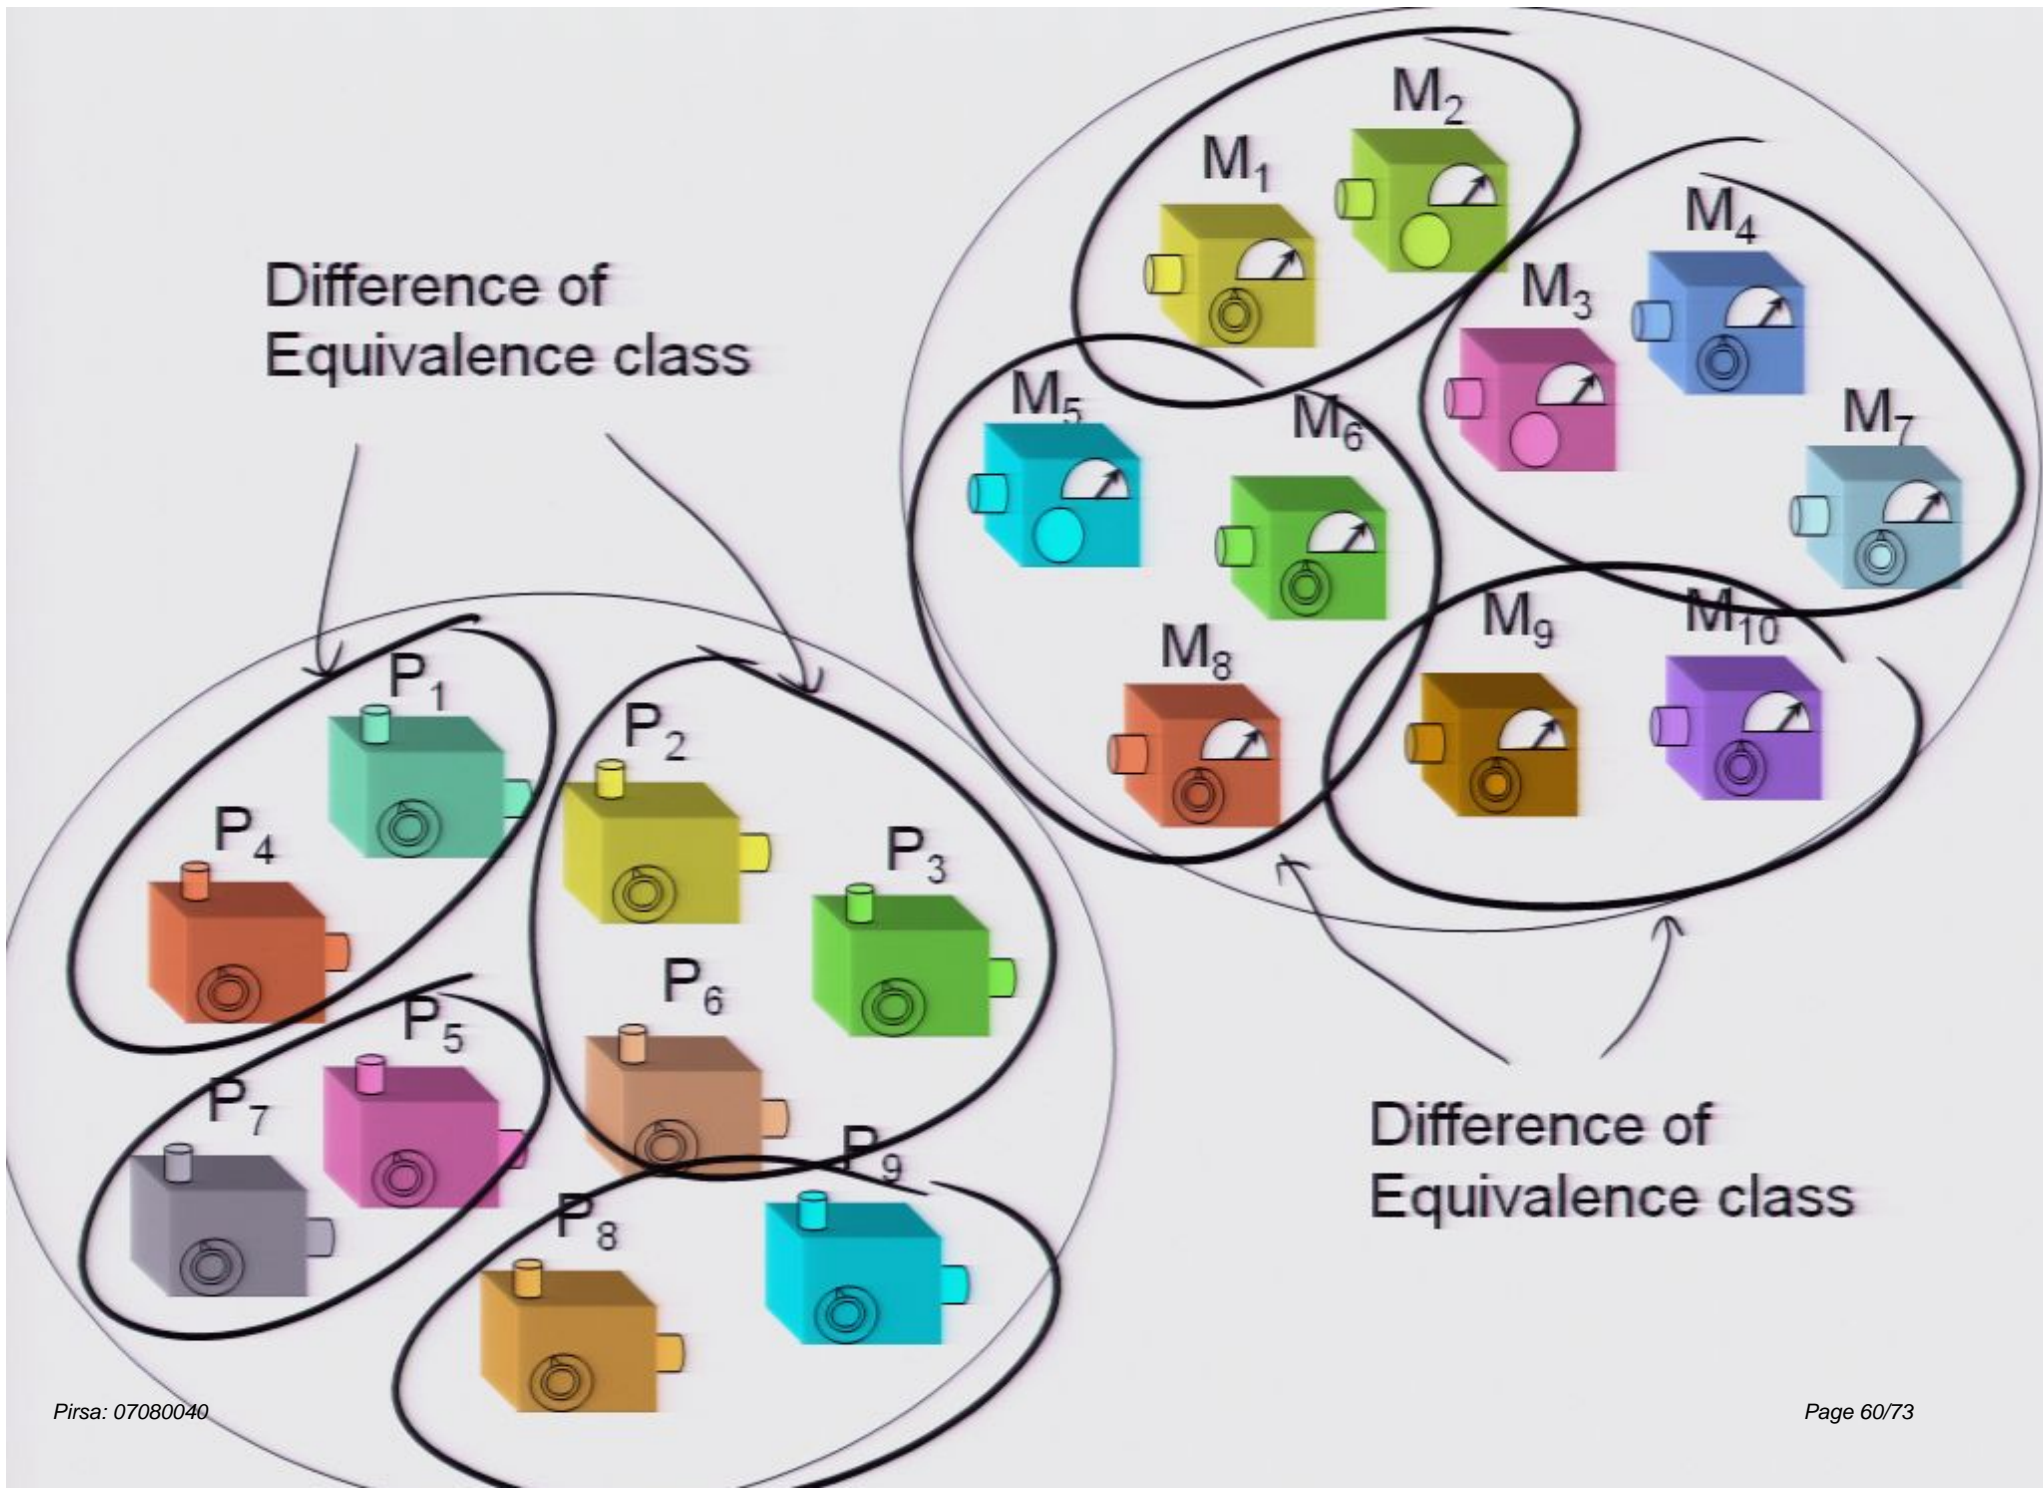 M2
M1
M4
Difference of
Equivalence class
M3
M5
M6
M7
M9
M10
M8
P1
P2
P4
P3
P6
P5
P7
Difference of
Equivalence class
P9
P8
Pirsa: 07080040
Page 60/73